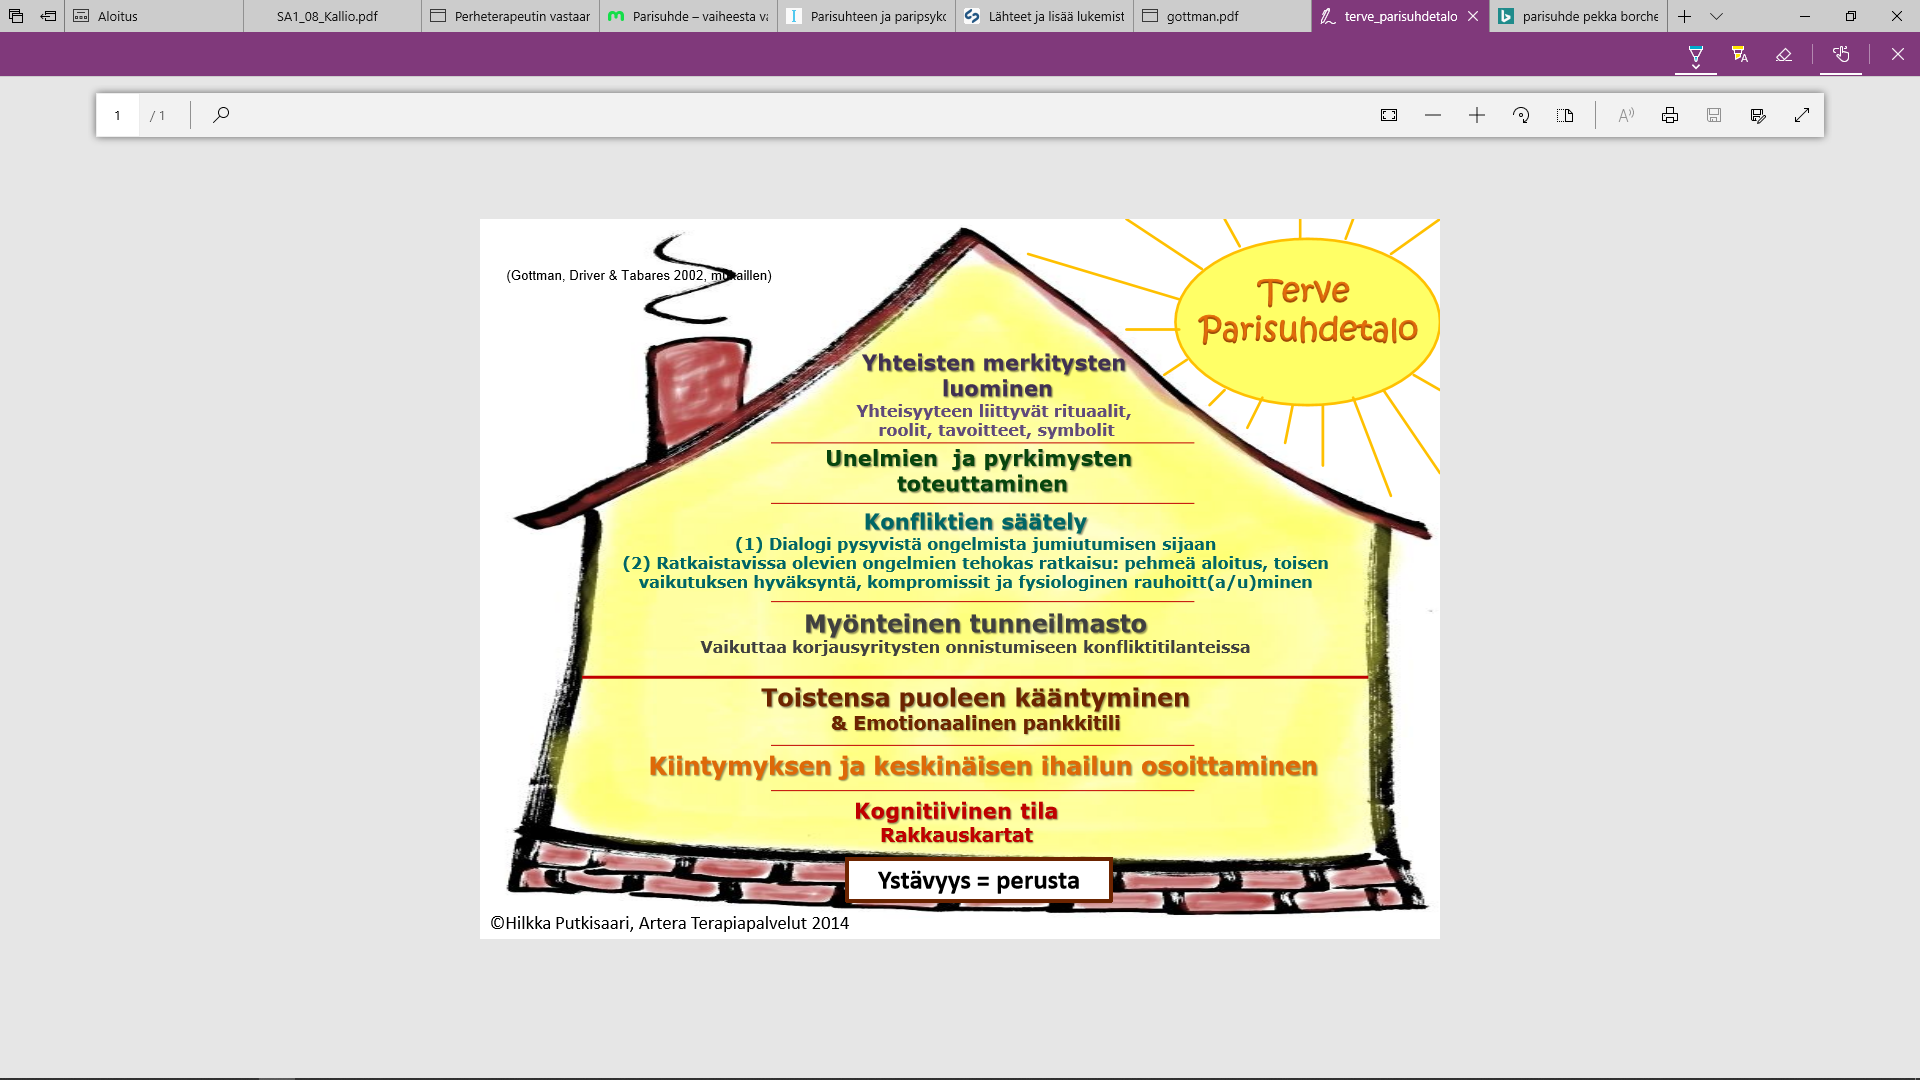 Aloitus
SA1_08_Kallio.pdf
Perheterapeutin vastaar
Parisuhde – vaiheesta va
Parisuhteen ja paripsyko
Lähteet ja lisää lukemist
gottman.pdf
terve_parisuhdetalo
parisuhde pekka borche
1 / 1
(Gottman, Driver & Tabares 2002, mukaillen)
Terve
Parisuhdetalo
Yhteisten merkitysten
luominen
Yhteisyyteen liittyvät rituaalit,
roolit, tavoitteet, symbolit
Unelmien ja pyrkimysten
toteuttaminen
Konfliktien säätely
(1) Dialogi pysyvistä ongelmista jumiutumisen sijaan
(2) Ratkaistavissa olevien ongelmien tehokas ratkaisu: pehmeä aloitus, toisen
vaikutuksen hyväksyntä, kompromissit ja fysiologinen rauhoitt(a/u)minen
Myönteinen tunneilmasto
Vaikuttaa korjausyritysten onnistumiseen konfliktitilanteissa
Toistensa puoleen kääntyminen
& Emotionaalinen pankkitili
Kiintymyksen ja keskinäisen ihailun osoittaminen
Kognitiivinen tila
Rakkauskartat
Ystävyys = perusta
©Hilkka Putkisaari, Artera Terapiapalvelut 2014